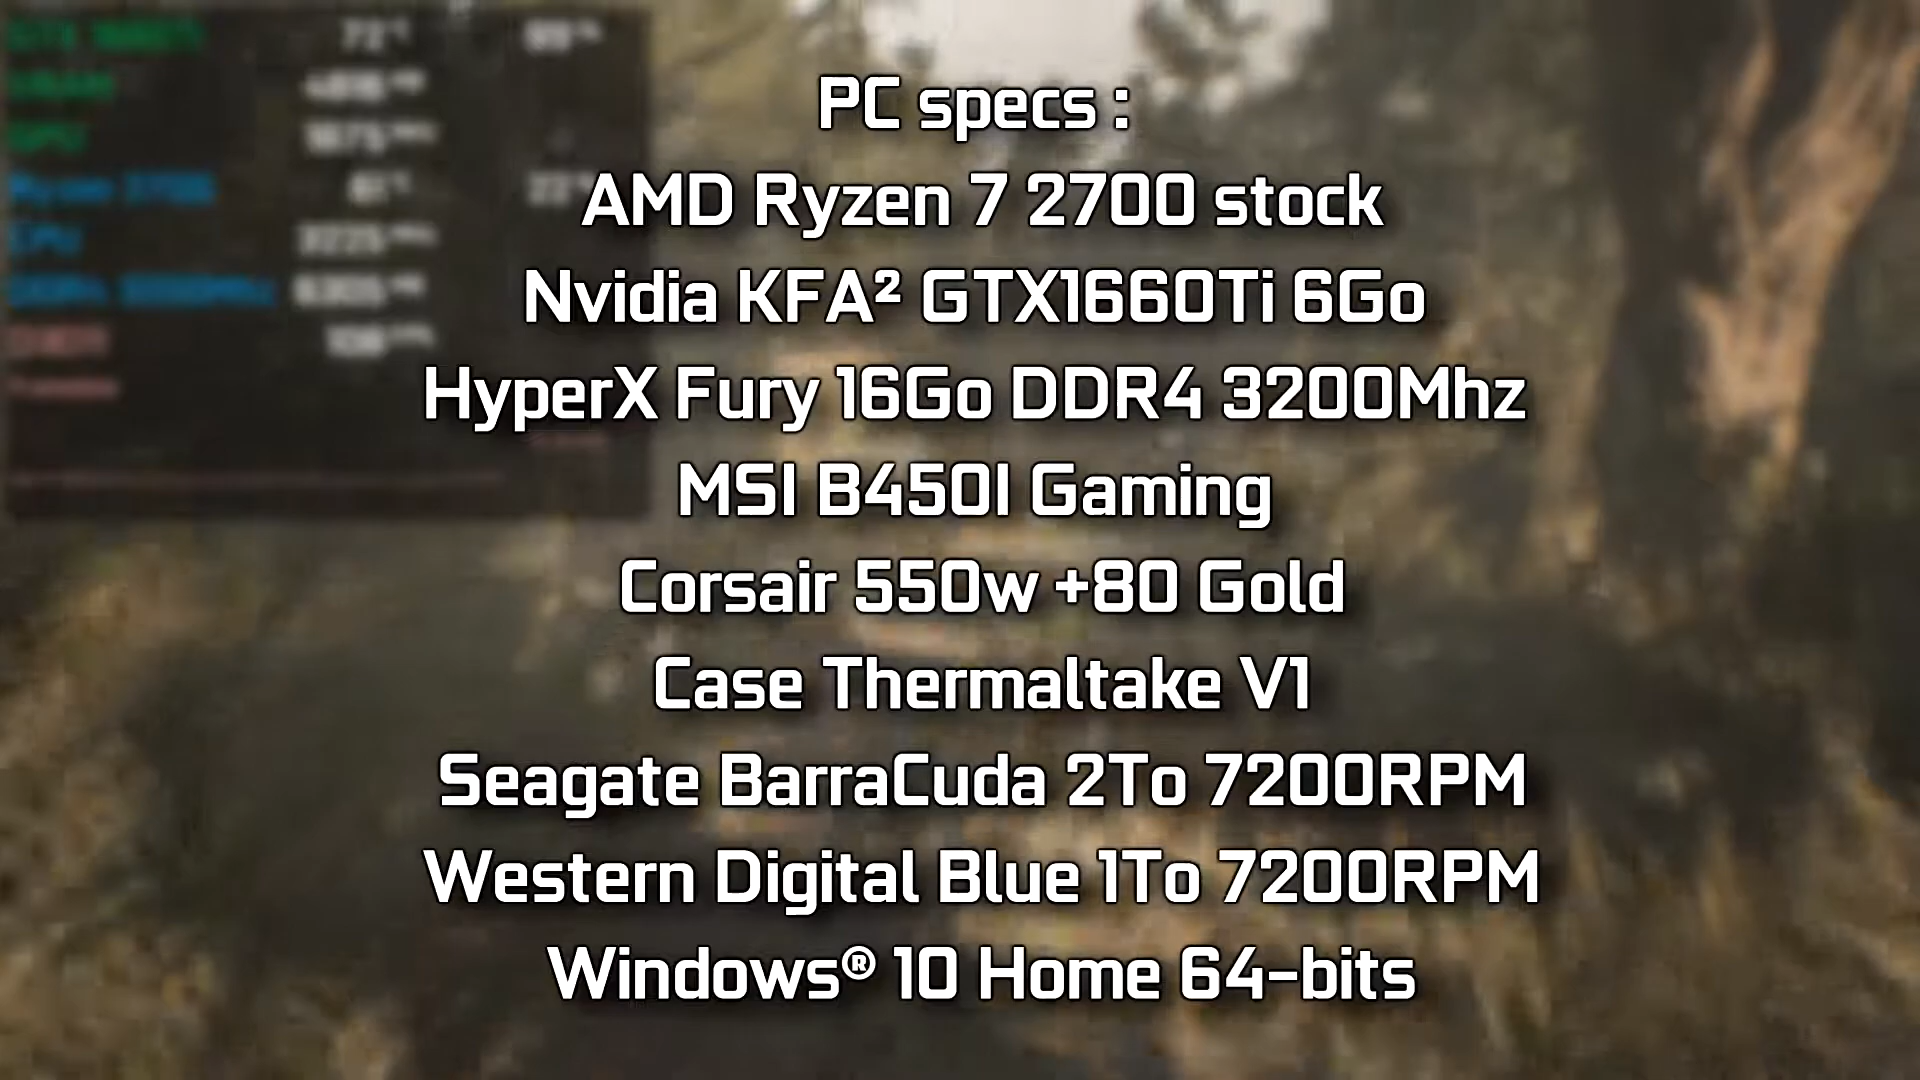 PC specs :
AMD Ryzen 7 2700 stock
Nvidia KFA² GTX1660Ti 6Go
HyperX Fury 16Go DDR4 3200Mhz
MSI B450I Gaming
Corsair 550w +80 Gold
Case Thermaltake V1
Seagate BarraCuda 2To 7200RPM
Western Digital Blue 1To 7200RPM
Windows® 10 Home 64-bits